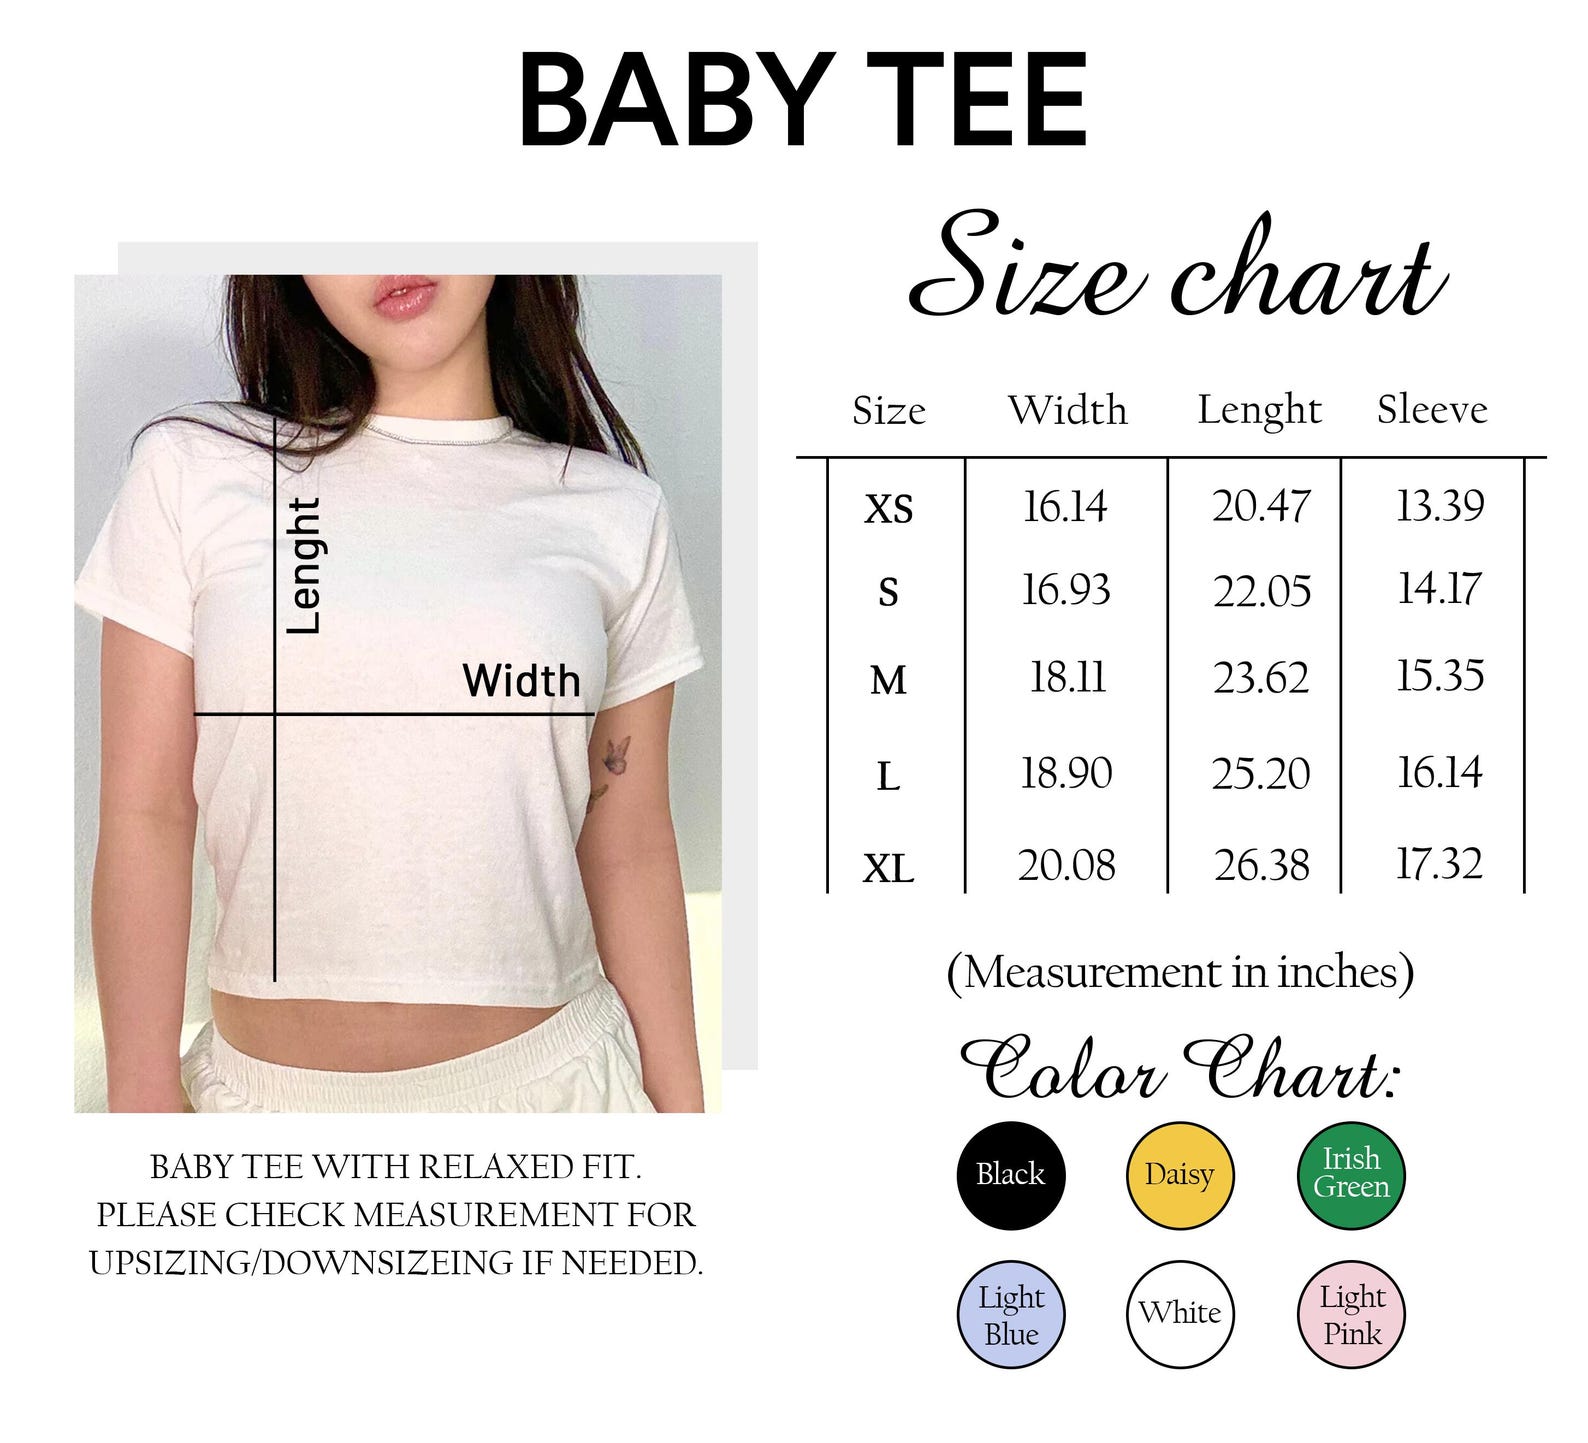 BABY TEE
Size chart
Lenght
Width
Size Width Lenght Sleeve
XS 16.14 20.47 13.39
S 16.93 22.05 14.17
M 18.11 23.62 15.35
L 18.90 25.20 16.14
XL 20.08 26.38 17.32
(Measurement in inches)
Color Chart:
Black
Daisy
Irish
Green
Light
Blue
White
Light
Pink
BABY TEE WITH RELAXED FIT.
PLEASE CHECK MEASUREMENT FOR
UPSIZING/DOWNSIZEING IF NEEDED.